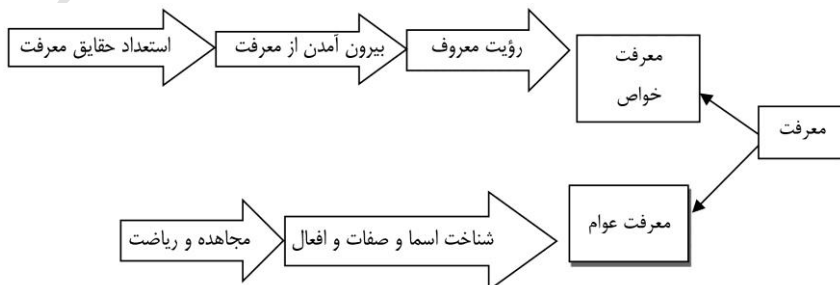 استعداد حقایق معرفت
بیرون آمدن از معرفت
رؤیت معروف
معرفت
خواص
معرفت
مجاهده و ریاضت
شناخت اسما و صفات و افعال
معرفت عوام